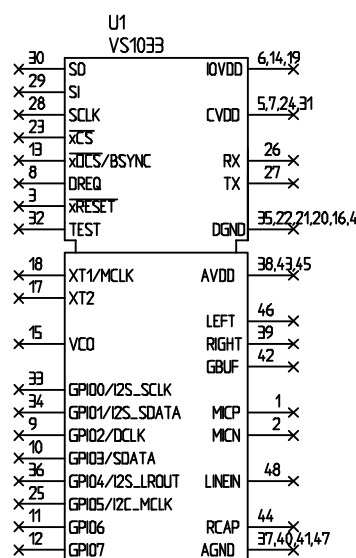 U1
VS1033
30 SO IOVDD 6,14,19
29 SI
28 SCLK CVDD 5,7,24,31
23 xCS
13 xDCS/BSYNC RX 26
8 DREQ TX 27
3 xRESET
32 TEST DGND 35,22,21,20,16,4
18 XT1/MCLK AVDD 38,43,45
17 XT2
LEFT 46
15 VCO RIGHT 39
GBUF 42
33 GPIO0/I2S_SCLK
34 GPIO1/I2S_SDATA MICP 1
9 GPIO2/DCLK MICN 2
10 GPIO3/SDATA
36 GPIO4/I2S_LROUT LINEIN 48
25 GPIO5/I2C_MCLK
11 GPIO6 RCAP 44
12 GPIO7 AGND 37,40,41,47